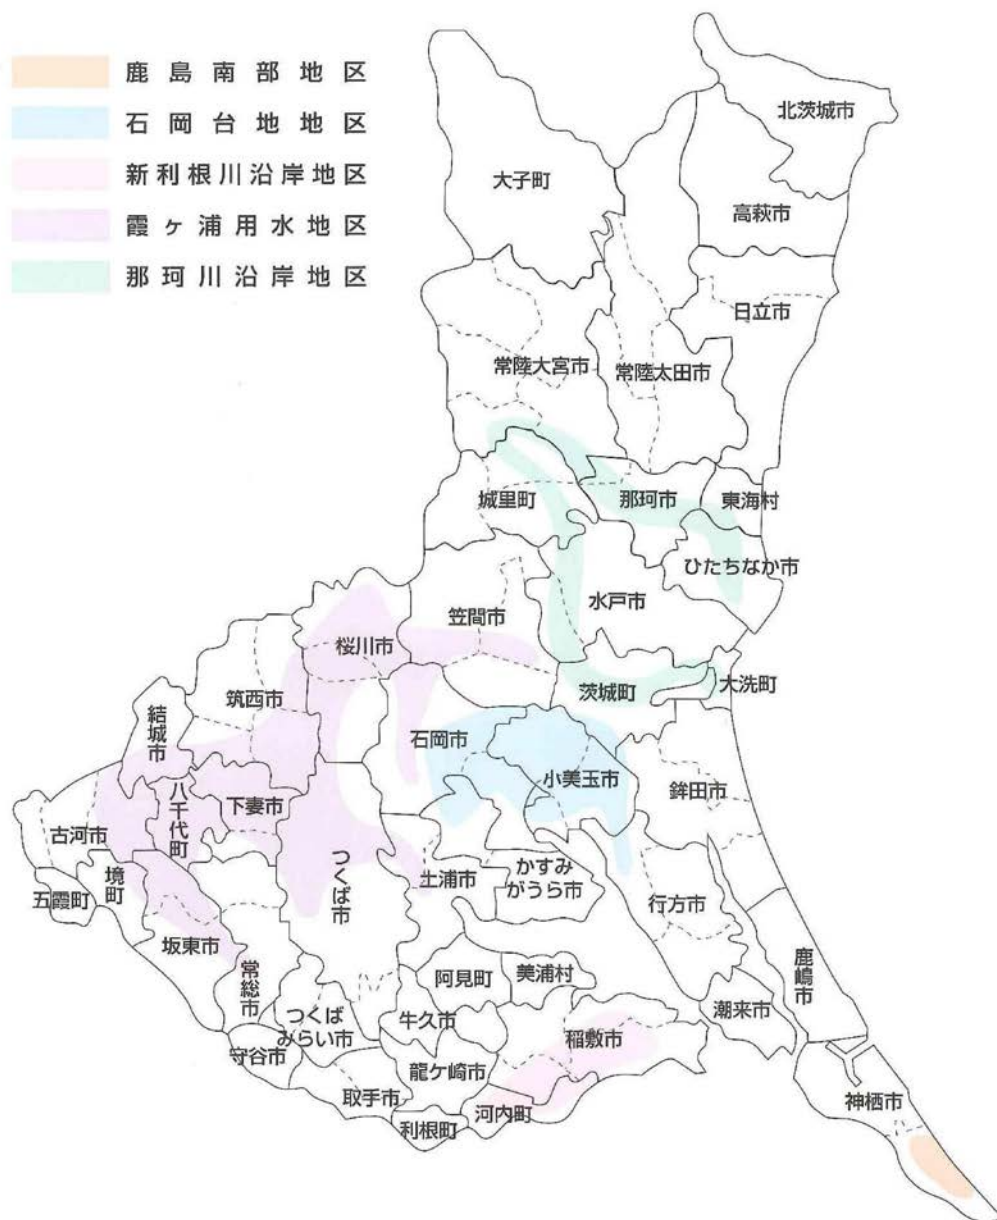 鹿島南部地区
石岡台地地区
新利根川沿岸地区
霞ヶ浦用水地区
那珂川沿岸地区
北茨城市
大子町
高萩市
日立市
常陸大宮市
常陸太田市
城里町
那珂市
東海村
ひたちなか市
水戸市
笠間市
桜川市
茨城町
大洗町
筑西市
結城市
石岡市
小美玉市
鉾田市
八千代町
下妻市
古河市
つくば市
土浦市
かすみ
がうら市
五霞町
境町
行方市
坂東市
常総市
阿見町
美浦村
鹿嶋市
潮来市
つくば
みらい市
牛久市
稲敷市
守谷市
龍ケ崎市
取手市
河内町
利根町
神栖市